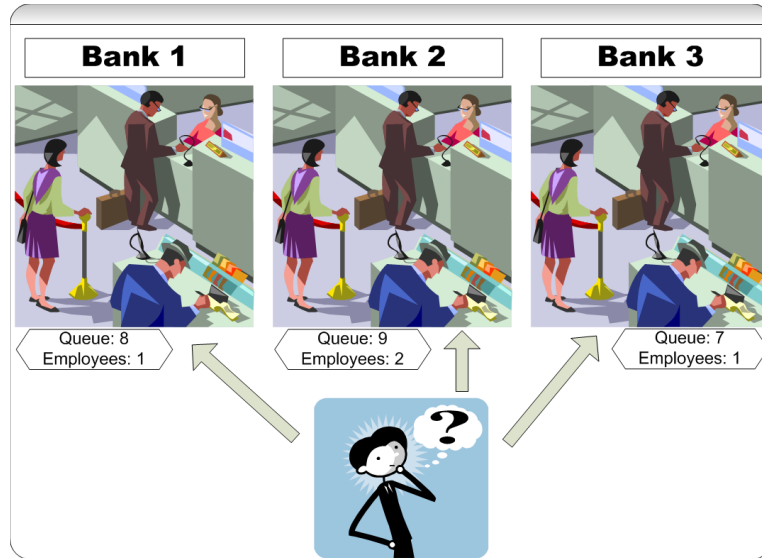 Bank 1
Bank 2
Bank 3
Queue: 8
Employees: 1
Queue: 9
Employees: 2
Queue: 7
Employees: 1
?